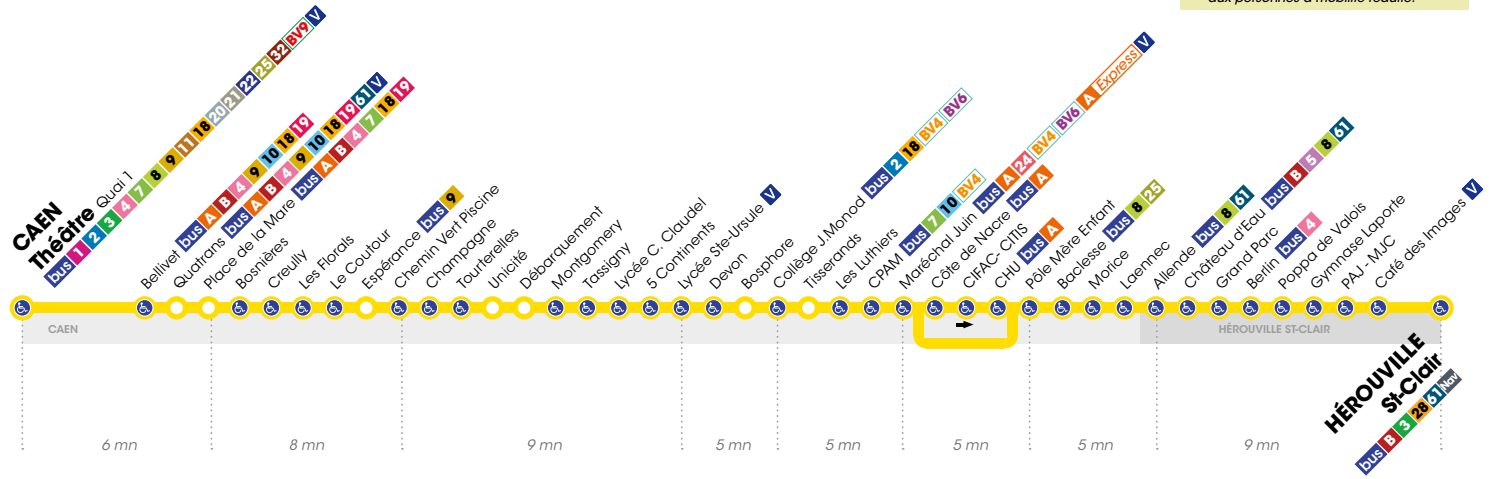 aux personnes à mobilité réduite.
CAEN
Théâtre Quai 1
bus 1 2 3 4 7 8 9 11 18 20 21 22 25 32 BV9 V
Bellivet bus A B 4 9 10 18 19
Quatrans bus A B 4 9 10 18 19 61 V
Place de la Mare bus A B 4 7 18 19
Bosnières
Creully
Les Florals
Le Coutour
Espérance bus 9
Chemin Vert Piscine
Champagne
Tourterelles
Unicité
Débarquement
Montgomery
Tassigny
Lycée C. Claudel
5 Continents
Lycée Ste-Ursule V
Devon
Bosphore
Collège J.Monod bus 2 18 BV4 BV6
Tisserands
Les Luthiers
CPAM bus 7 10 BV4
Maréchal Juin bus A 24 BV4 BV6 A Express V
Côte de Nacre bus A
CIFAC-CITIS
CHU bus A
Pôle Mère Enfant
Baclesse bus 8 25
Morice
Laennec
Allende bus 8 61
Château d'Eau bus B 5 8 61
Grand Parc
Berlin bus 4
Poppa de Valois
Gymnase Laporte
PAJ - MJC
Café des Images V
CAEN
HÉROUVILLE ST-CLAIR
HÉROUVILLE
St-Clair
bus B 3 28 61 Nav
6 mn
8 mn
9 mn
5 mn
5 mn
5 mn
5 mn
9 mn